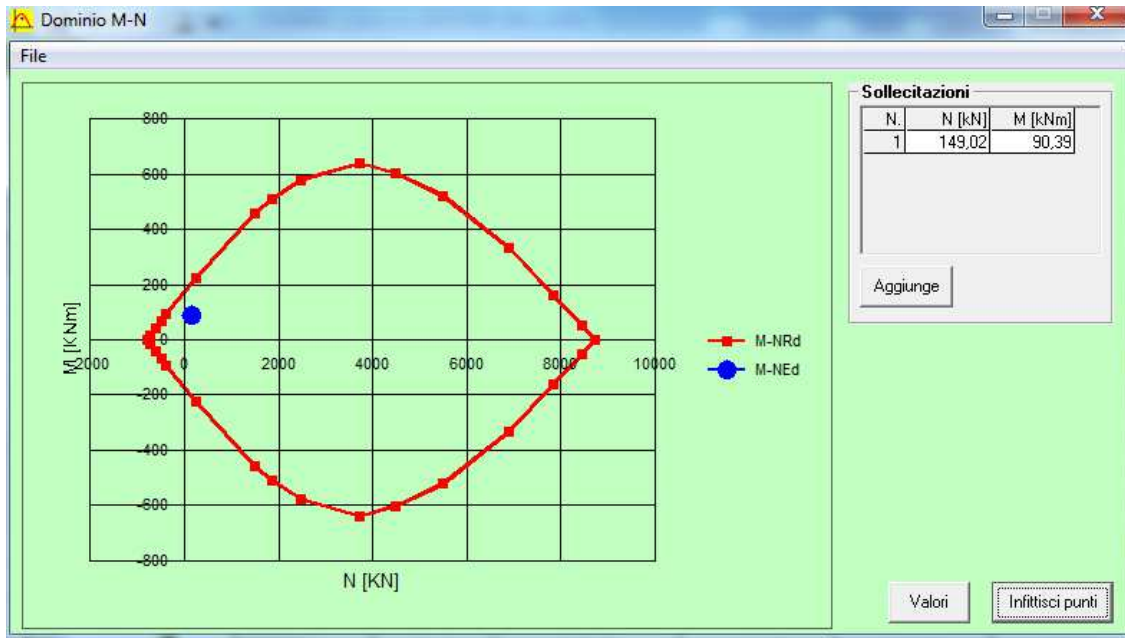 Dominio M-N
File
800
600
400
200
0
-200
-400
-600
-800
M [KNm]
-2000
0
2000
4000
6000
8000
10000
N [KN]
M-NRd
M-NEd
Sollecitazioni
N. N [kN] M [kNm]
1 149,02 90,39
Aggiunge
Valori
Infittisci punti